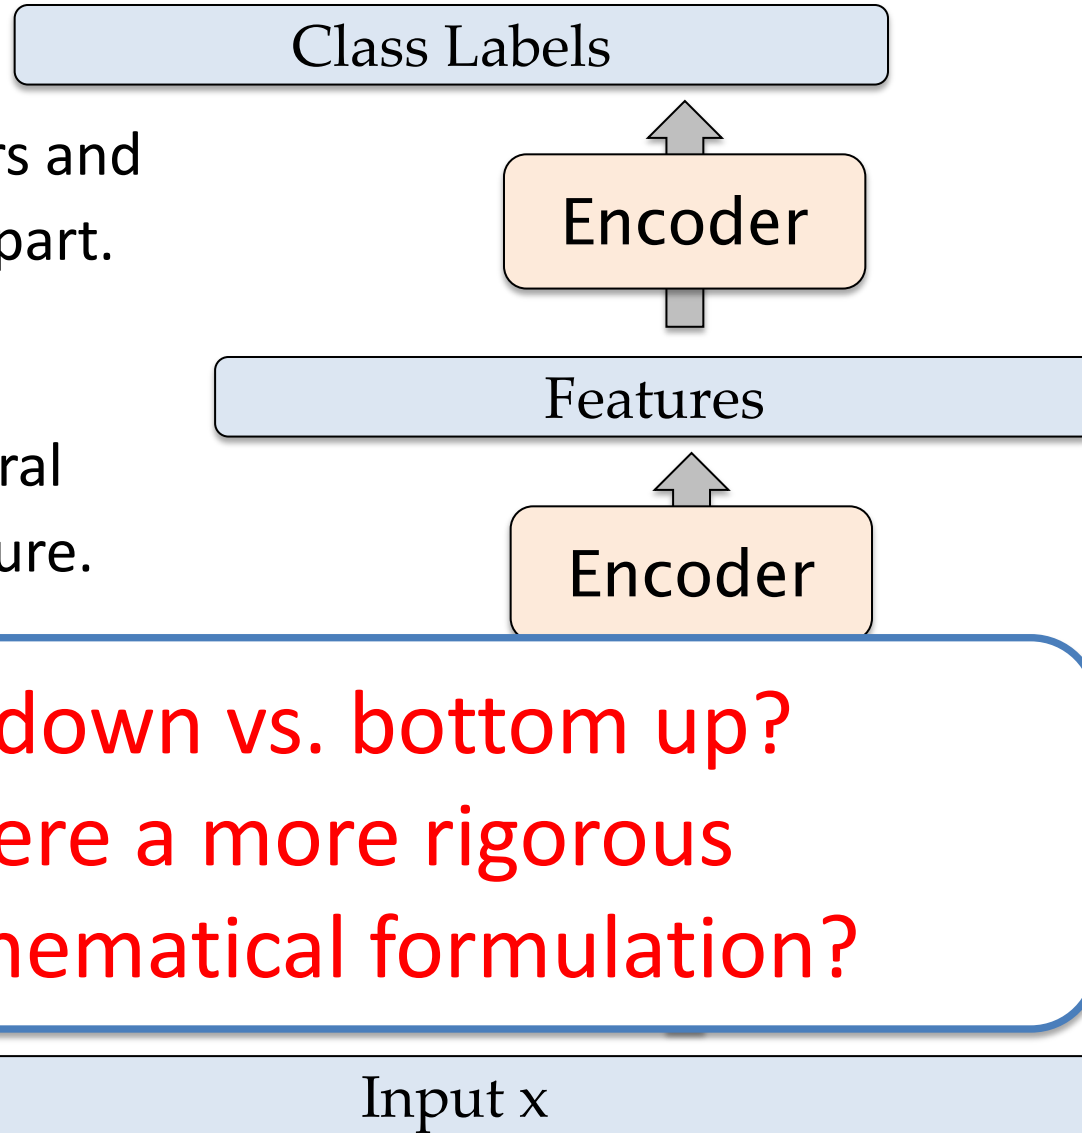 Class Labels
rs and
part.
Encoder
Features
ral
ure.
Encoder
down vs. bottom up?
ere a more rigorous
hematical formulation?
Input x